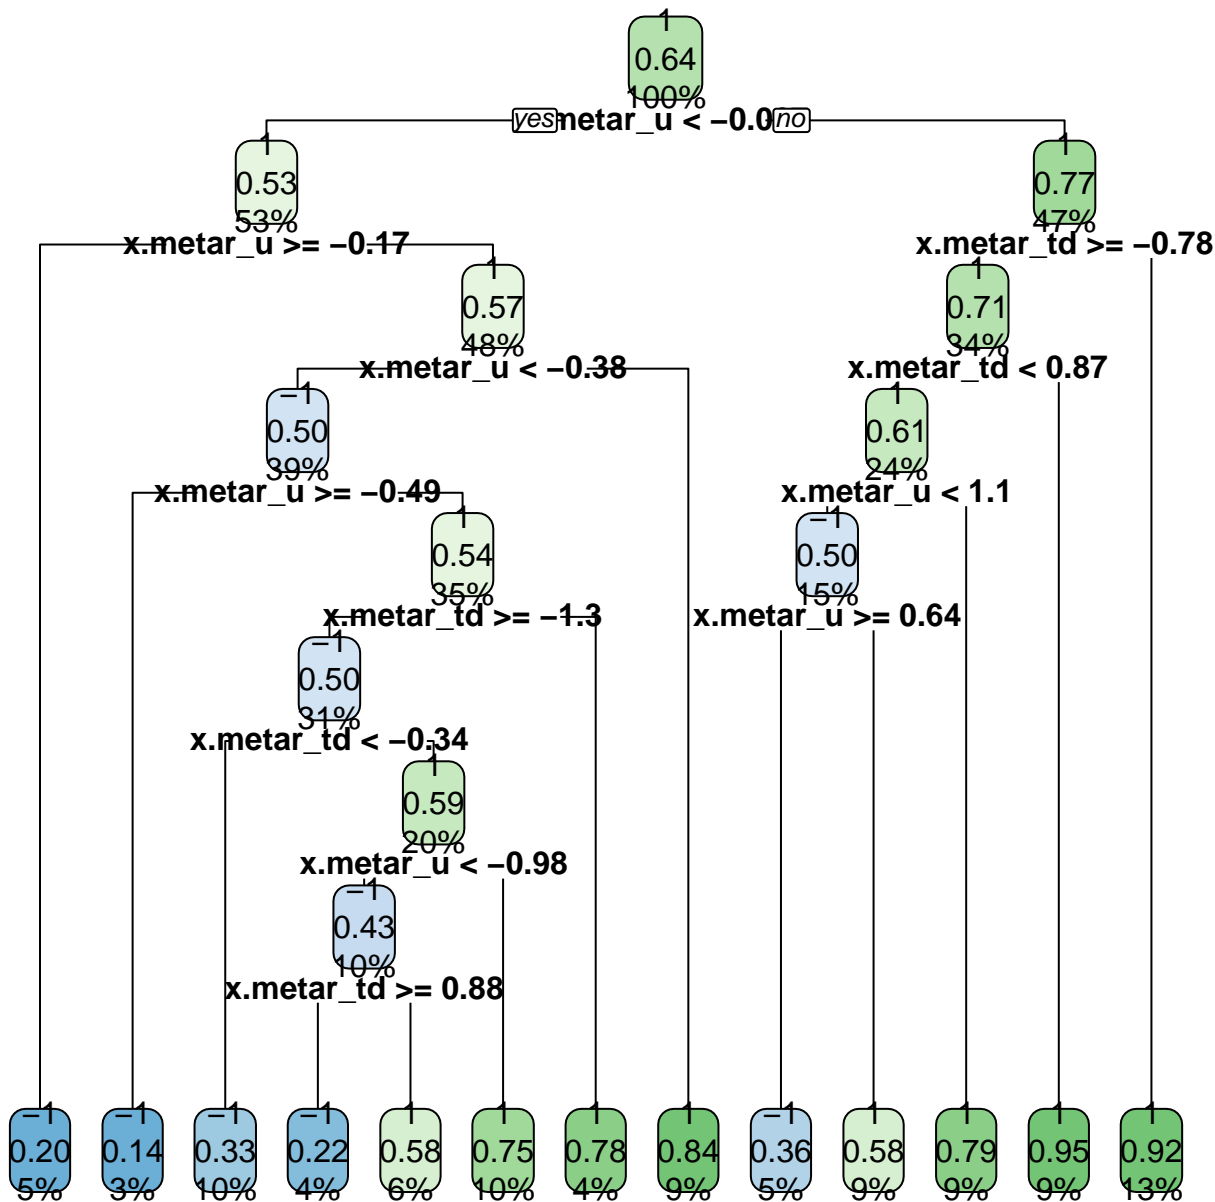 1
0.64
100%
yes metar_u < −0.0 no
1
0.53
53%
1
0.77
47%
x.metar_u >= −0.17
x.metar_td >= −0.78
1
0.57
48%
1
0.71
34%
x.metar_u < −0.38
x.metar_td < 0.87
−1
0.50
39%
1
0.61
24%
x.metar_u >= −0.49
x.metar_u < 1.1
1
0.54
35%
−1
0.50
15%
x.metar_td >= −1.3
x.metar_u >= 0.64
−1
0.50
31%
x.metar_td < −0.34
1
0.59
20%
x.metar_u < −0.98
−1
0.43
10%
x.metar_td >= 0.88
−1 −1 −1 −1 1 1 1 1 −1 1 1 1 1
0.20 0.14 0.33 0.22 0.58 0.75 0.78 0.84 0.36 0.58 0.79 0.95 0.92
5% 3% 10% 4% 6% 10% 4% 9% 5% 9% 9% 9% 13%